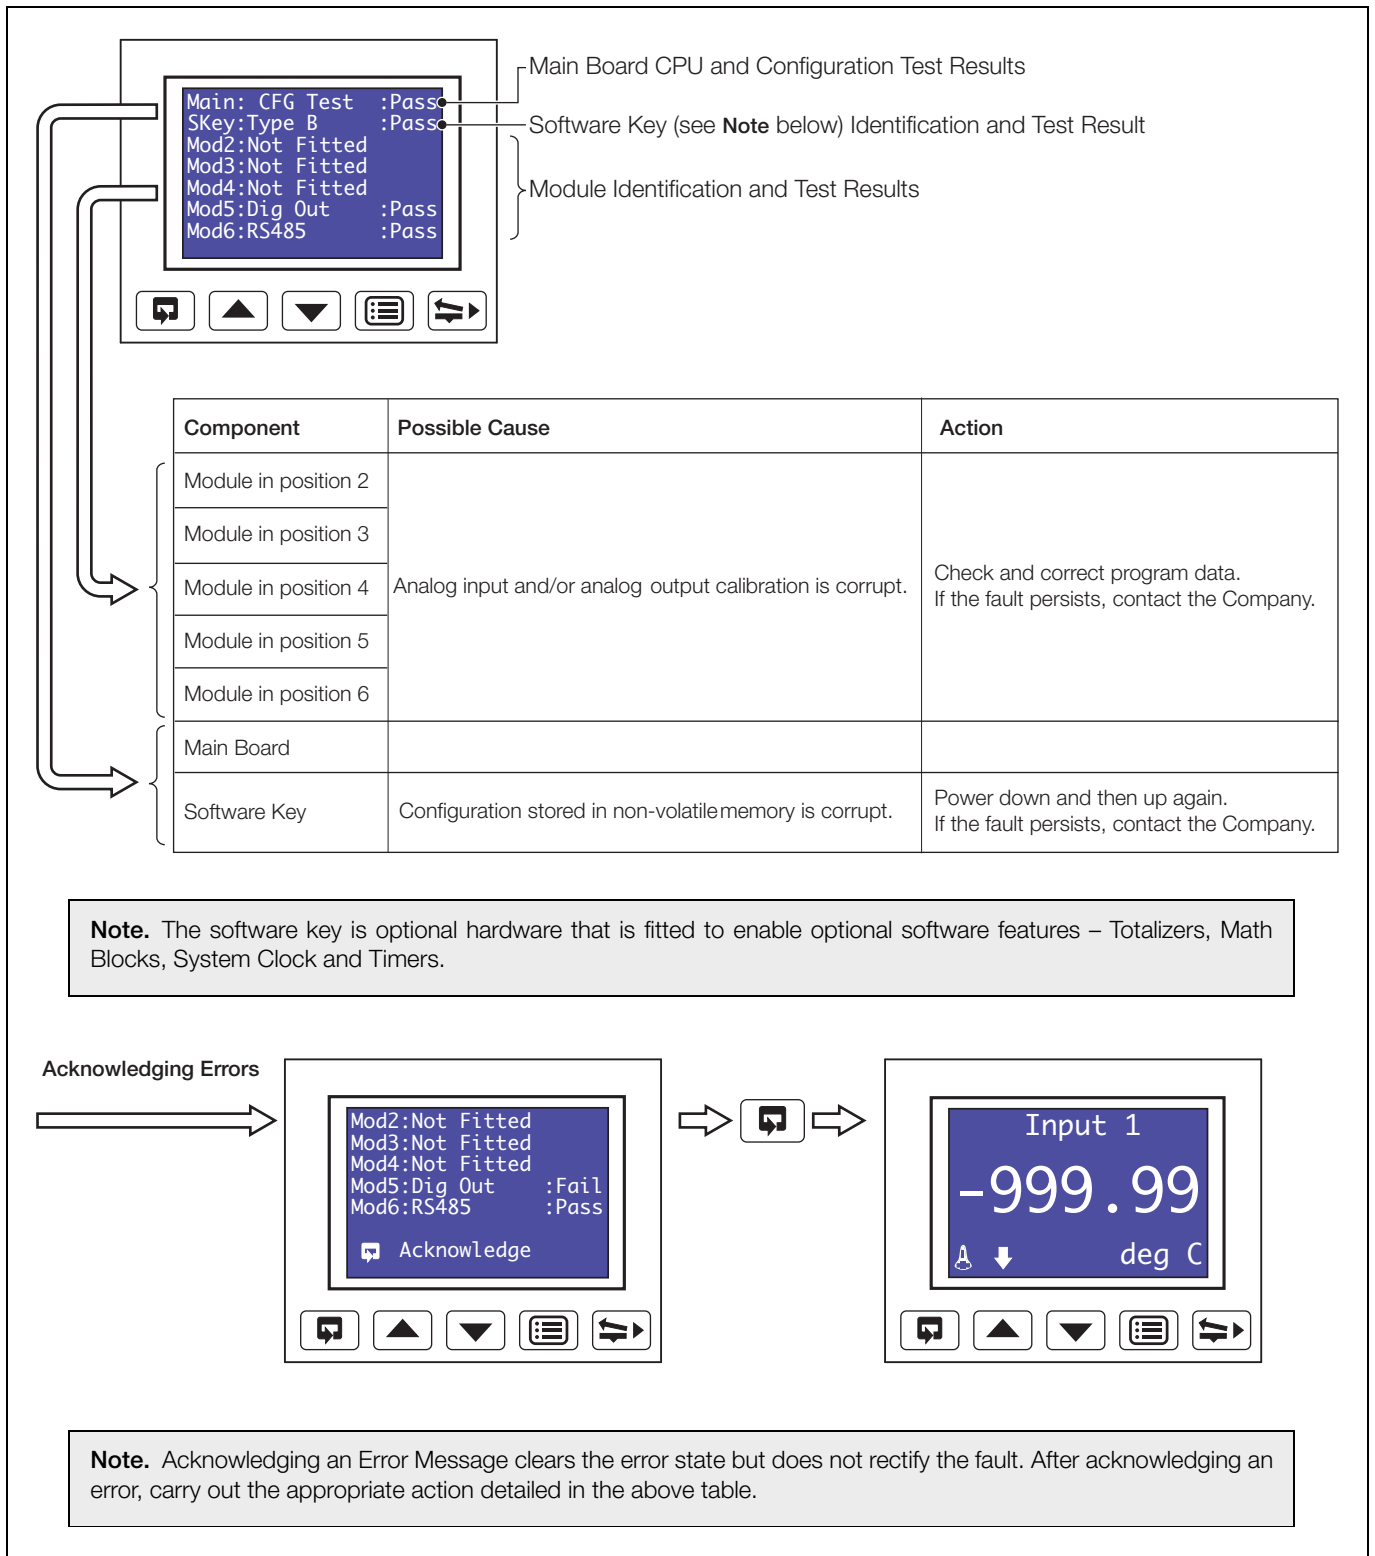 Main: CFG Test :Pass
SKey:Type B :Pass
Mod2:Not Fitted
Mod3:Not Fitted
Mod4:Not Fitted
Mod5:Dig Out :Pass
Mod6:RS485 :Pass
Main Board CPU and Configuration Test Results
Software Key (see Note below) Identification and Test Result
Module Identification and Test Results
Component Possible Cause Action
Module in position 2
Module in position 3
Module in position 4
Module in position 5
Module in position 6
Analog input and/or analog output calibration is corrupt.
Check and correct program data.
If the fault persists, contact the Company.
Main Board
Software Key
Configuration stored in non-volatile memory is corrupt.
Power down and then up again.
If the fault persists, contact the Company.
Note. The software key is optional hardware that is fitted to enable optional software features – Totalizers, Math
Blocks, System Clock and Timers.
Acknowledging Errors
Mod2:Not Fitted
Mod3:Not Fitted
Mod4:Not Fitted
Mod5:Dig Out :Fail
Mod6:RS485 :Pass
Acknowledge
Input 1
-999.99
deg C
Note. Acknowledging an Error Message clears the error state but does not rectify the fault. After acknowledging an
error, carry out the appropriate action detailed in the above table.